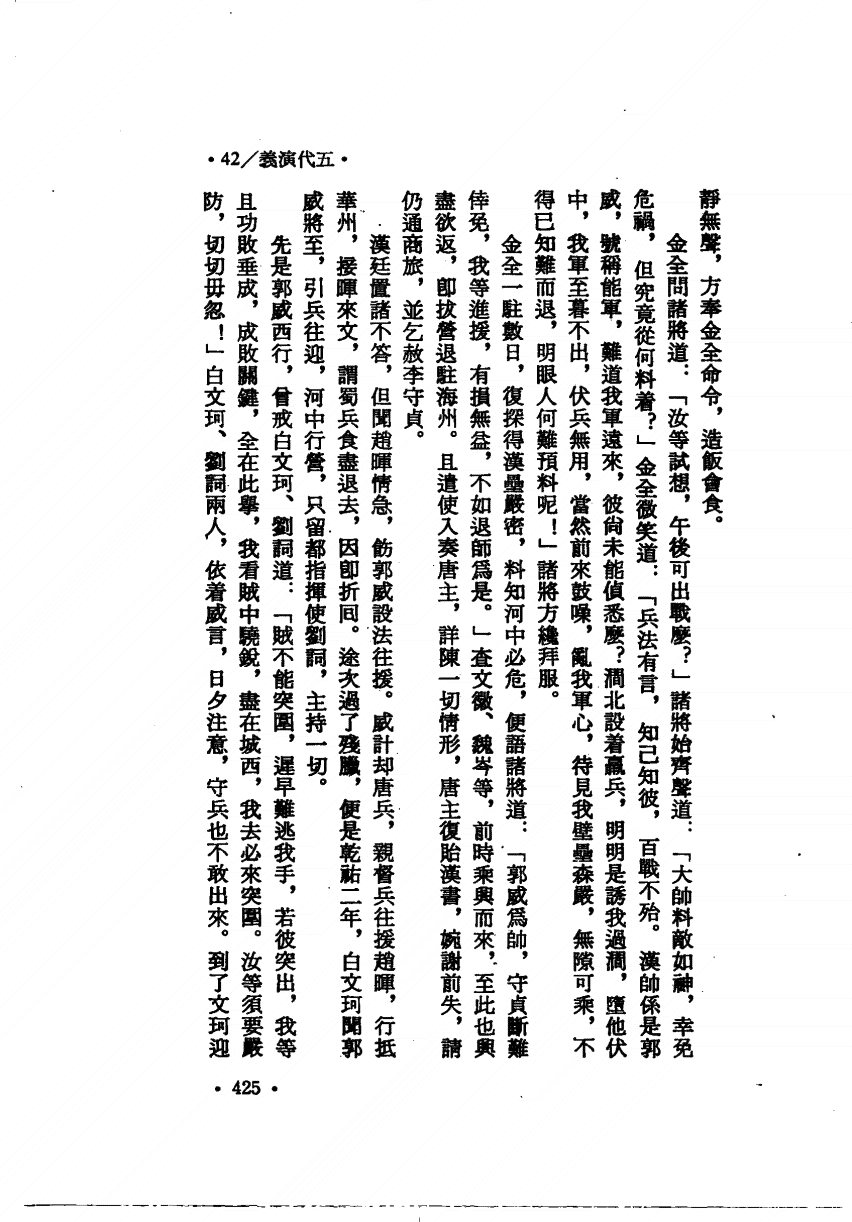 •42／義演代五•
靜無聲，方奉金全命令，造飯會食。
金全問諸將道：「汝等試想，午後可出戰麼？」諸將始齊聲道：「大帥料敵如神，幸免
危禍，但究竟從何料着？」金全微笑道：「兵法有言，知己知彼，百戰不殆。漢帥係是郭
威，號稱能軍，難道我軍遠來，彼尙未能偵悉麼？澗北設着羸兵，明明是誘我過澗，墮他伏
中，我軍至暮不出，伏兵無用，當然前來鼓噪，亂我軍心，待見我壁壘森嚴，無隙可乘，不
得已知難而退，明眼人何難預料呢！」諸將方纔拜服。
金全一駐數日，復探得漢壘嚴密，料知河中必危，便語諸將道：「郭威爲帥，守貞斷難
倖免，我等進援，有損無益，不如退師爲是。」査文徽、魏岑等，前時乘興而來，至此也興
盡欲返，卽拔營退駐海州。且遣使入奏唐主，詳陳一切情形，唐主復貽漢書，婉謝前失，請
仍通商旅，並乞赦李守貞。
漢廷置諸不答，但聞趙暉情急，飭郭威設法往援。威計却唐兵，親督兵往援趙暉，行抵
華州，接暉來文，謂蜀兵食盡退去，因卽折囘。途次過了殘臘，便是乾祐二年，白文珂聞郭
威將至，引兵往迎，河中行營，只留都指揮使劉詞，主持一切。
先是郭威西行，曾戒白文珂、劉詞道：「賊不能突圍，遲早難逃我手，若彼突出，我等
且功敗垂成，成敗關鍵，全在此擧，我看賊中驍銳，盡在城西，我去必來突圍。汝等須要嚴
防，切切毋忽！」白文珂、劉詞兩人，依着威言，日夕注意，守兵也不敢出來。到了文珂迎
•425•